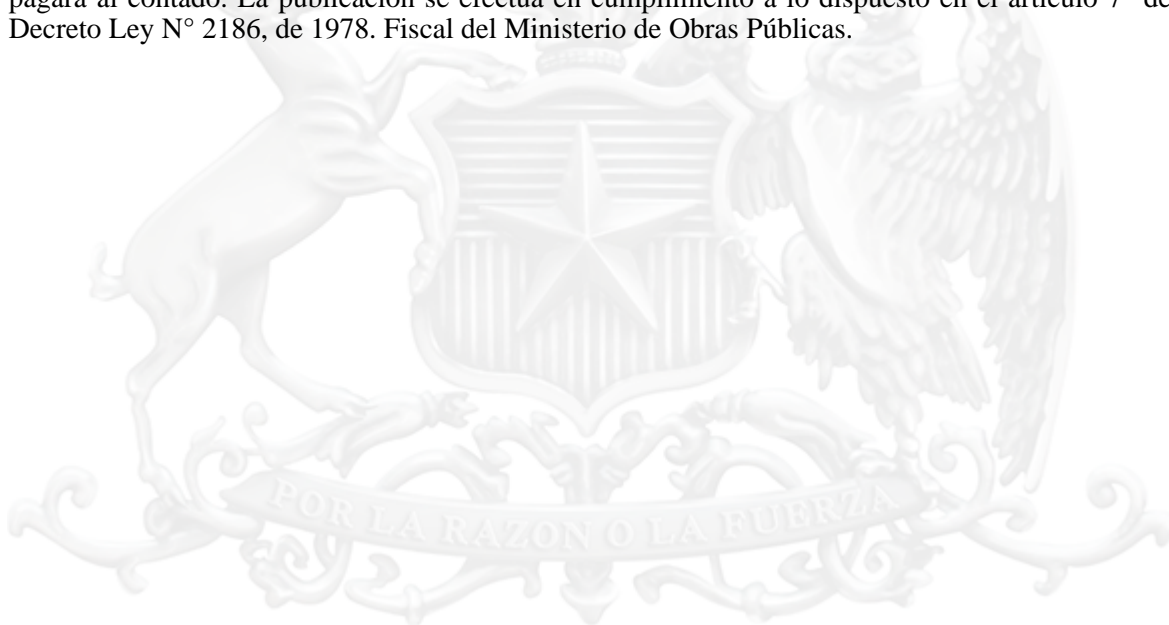 pagará al contado. La publicación se efectúa en cumplimiento a lo dispuesto en el artículo 7° de
Decreto Ley N° 2186, de 1978. Fiscal del Ministerio de Obras Públicas.
POR LA RAZON O LA FUERZA